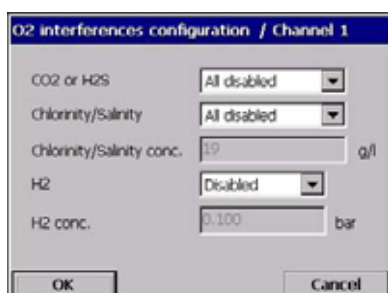 O2 interferences configuration / Channel 1
CO2 or H2S All disabled
Chlorinity/Salinity All disabled
Chlorinity/Salinity conc. 19 g/l
H2 Disabled
H2 conc. 0.100 bar
OK Cancel